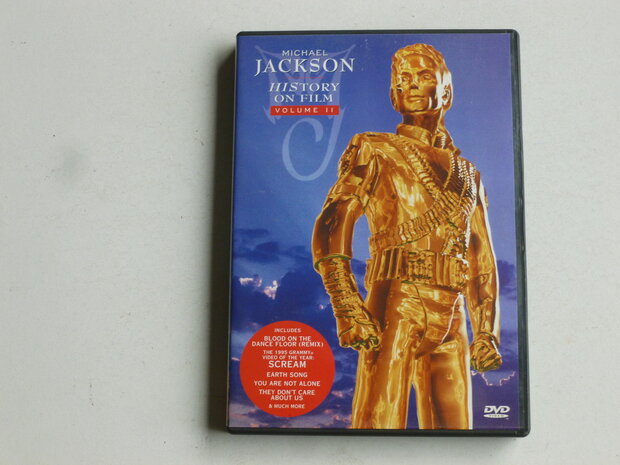 MICHAEL
JACKSON
HISTORY
ON FILM
VOLUME II
INCLUDES
BLOOD ON THE
DANCE FLOOR (REMIX)
THE 1995 GRAMMY®
VIDEO OF THE YEAR:
SCREAM
EARTH SONG
YOU ARE NOT ALONE
THEY DON'T CARE
ABOUT US
& MUCH MORE
DVD
VIDEO